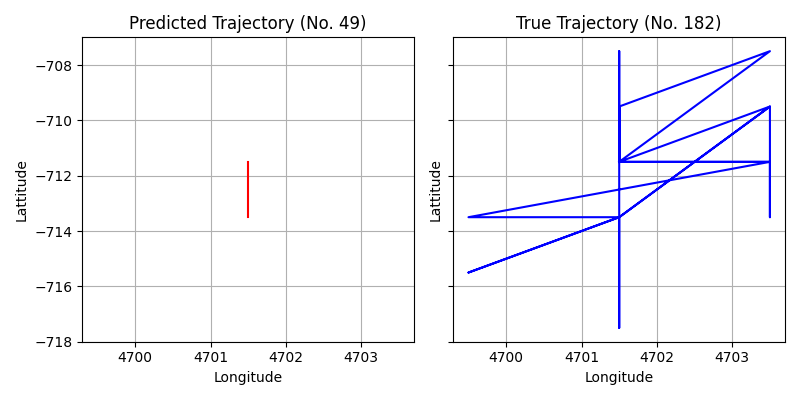 Predicted Trajectory (No. 49)
True Trajectory (No. 182)
−708
−710
−712
−714
−716
−718
Lattitude
Lattitude
4700
4701
4702
4703
4700
4701
4702
4703
Longitude
Longitude